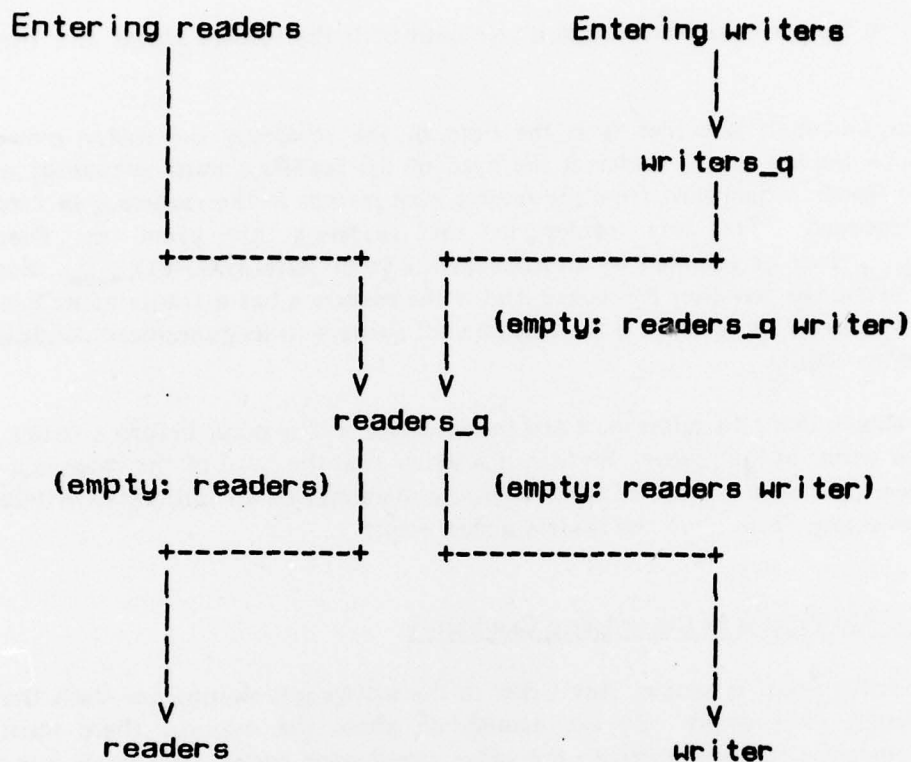 Entering readers Entering writers
writers_q
(empty: readers_q writer)
readers_q
(empty: readers) (empty: readers writer)
readers writer